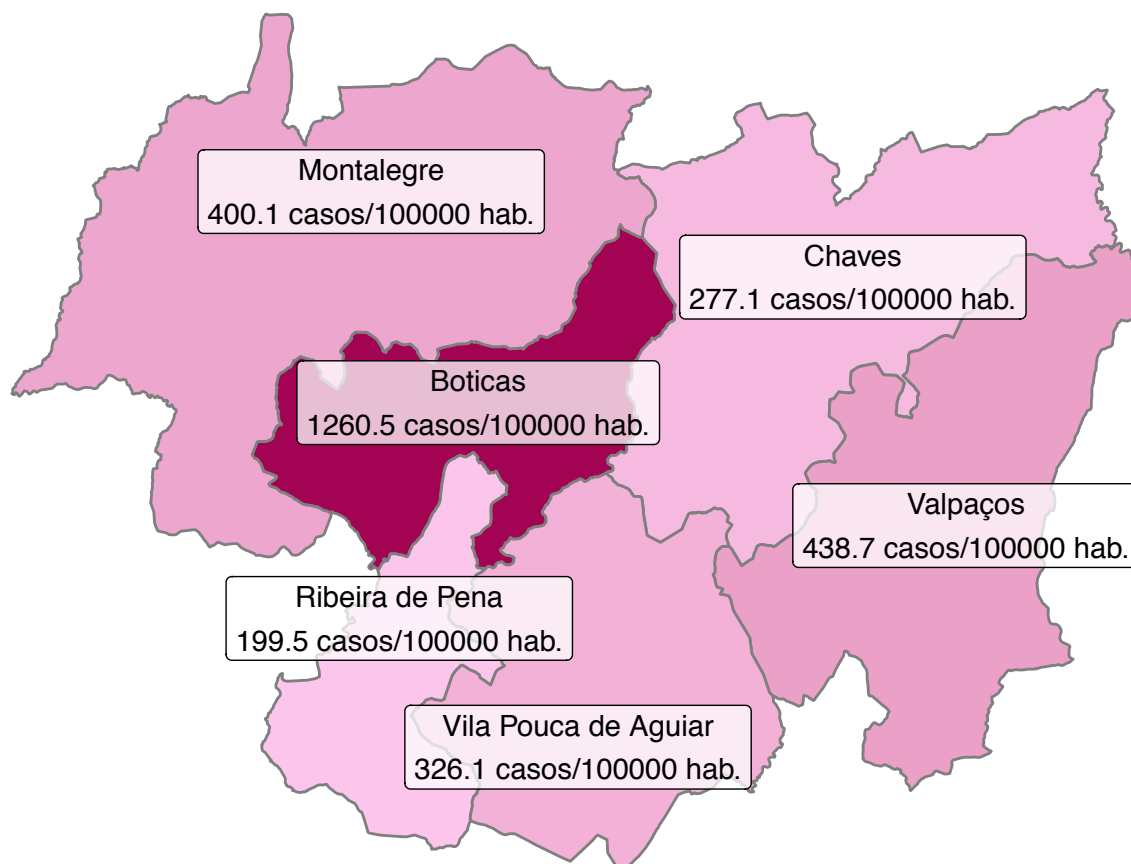 Montalegre
400.1 casos/100000 hab.
Chaves
277.1 casos/100000 hab.
Boticas
1260.5 casos/100000 hab.
Valpaços
438.7 casos/100000 hab.
Ribeira de Pena
199.5 casos/100000 hab.
Vila Pouca de Aguiar
326.1 casos/100000 hab.